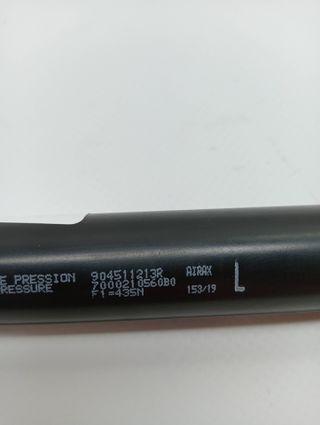 E PRESSION 904511213R AIRAX L
RESSURE 7000210560B0 153/19
F1=435N